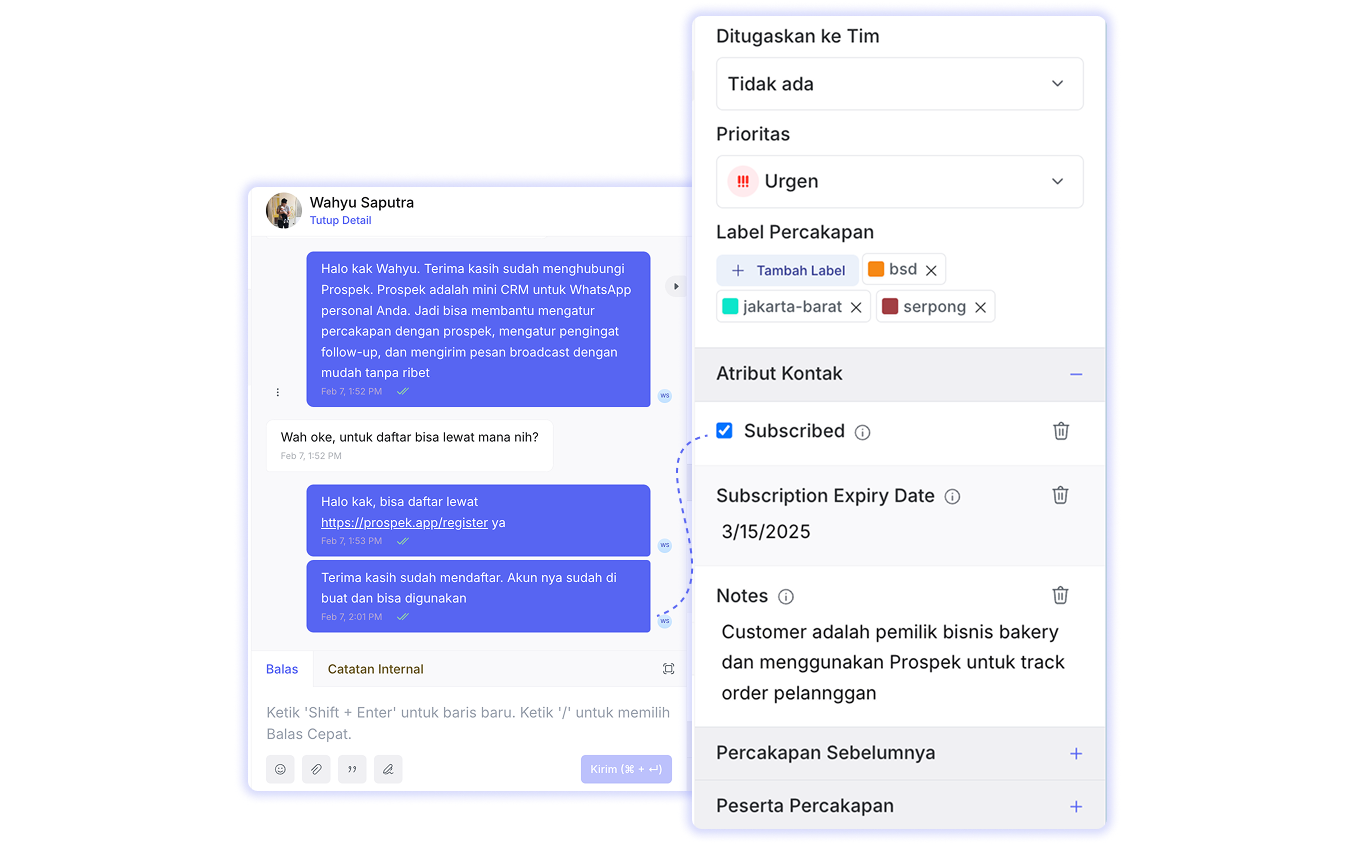 Wahyu Saputra
Tutup Detail
Halo kak Wahyu. Terima kasih sudah menghubungi
Prospek. Prospek adalah mini CRM untuk WhatsApp
personal Anda. Jadi bisa membantu mengatur
percakapan dengan prospek, mengatur pengingat
follow-up, dan mengirim pesan broadcast dengan
mudah tanpa ribet
Feb 7, 1:52 PM
WS
Wah oke, untuk daftar bisa lewat mana nih?
Feb 7, 1:52 PM
Halo kak, bisa daftar lewat
https://prospek.app/register ya
Feb 7, 1:53 PM
WS
Terima kasih sudah mendaftar. Akun nya sudah di
buat dan bisa digunakan
Feb 7, 2:01 PM
WS
Balas
Catatan Internal
Ketik 'Shift + Enter' untuk baris baru. Ketik '/' untuk memilih
Balas Cepat.
Kirim (⌘ + ↵)
Ditugaskan ke Tim
Tidak ada
Prioritas
!!! Urgen
Label Percakapan
+ Tambah Label
bsd
jakarta-barat
serpong
Atribut Kontak
Subscribed
Subscription Expiry Date
3/15/2025
Notes
Customer adalah pemilik bisnis bakery
dan menggunakan Prospek untuk track
order pelannggan
Percakapan Sebelumnya
Peserta Percakapan